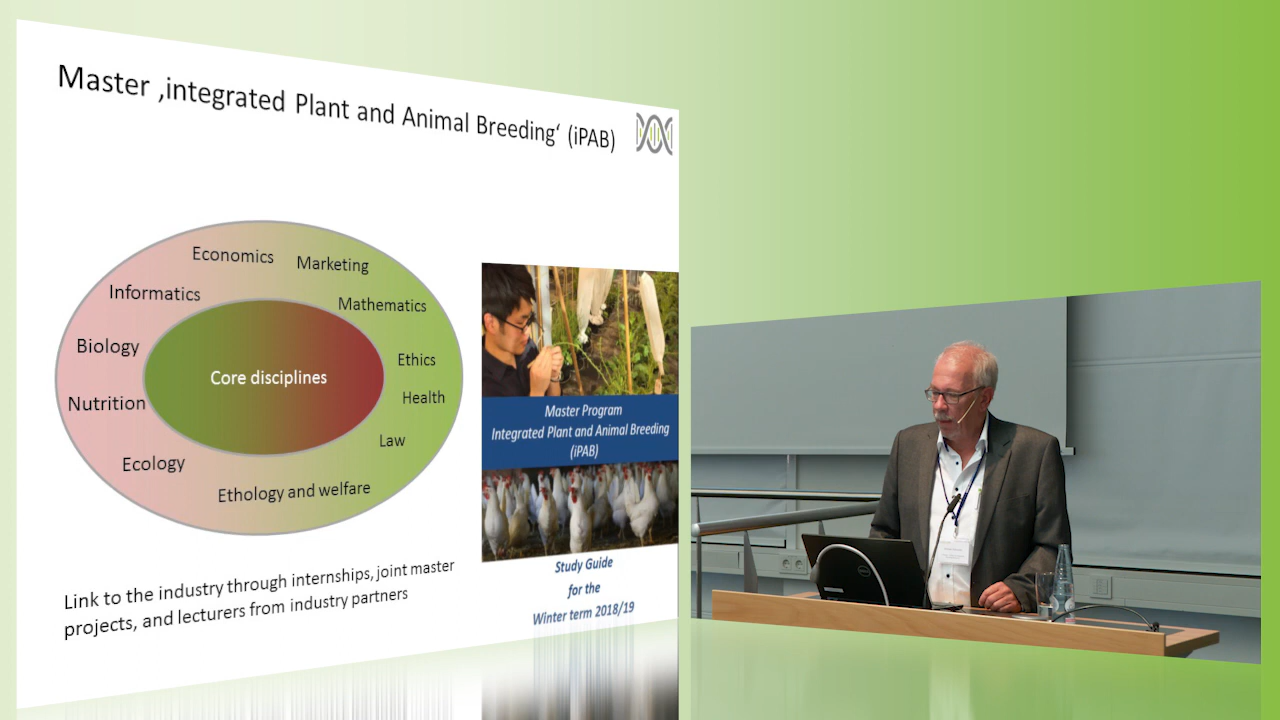 Master ‚integrated Plant and Animal Breeding‘ (iPAB)
Economics
Marketing
Informatics
Mathematics
Biology
Core disciplines
Ethics
Nutrition
Health
Law
Ecology
Ethology and welfare
Master Program
Integrated Plant and Animal Breeding
(iPAB)
Study Guide
for the
Winter term 2018/19
Link to the industry through internships, joint master
projects, and lecturers from industry partners
DELL